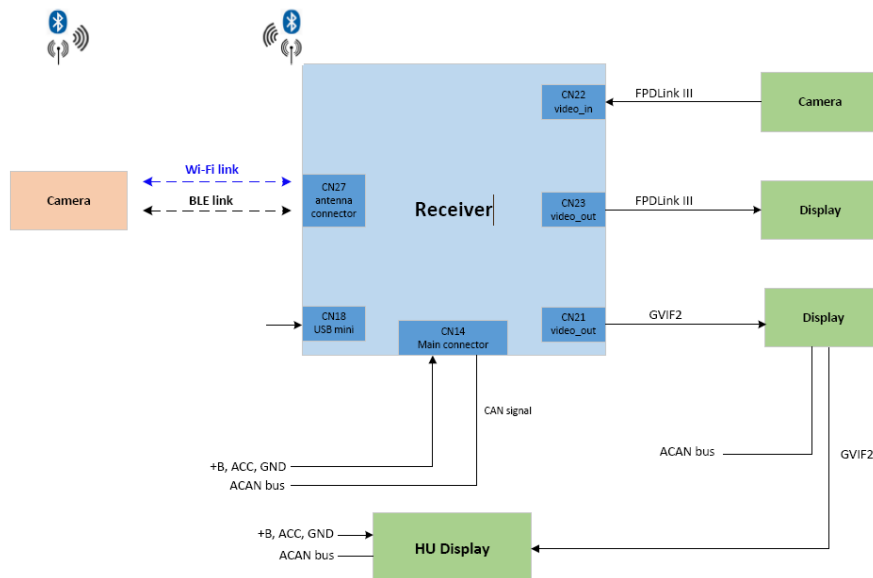 CN22
video_in
FPDLink III
Camera
Wi-Fi link
BLE link
Camera
CN27
antenna
connector
Receiver
CN23
video_out
FPDLink III
Display
CN18
USB mini
CN14
Main connector
CN21
video_out
GVIF2
Display
CAN signal
+B, ACC, GND
ACAN bus
ACAN bus
GVIF2
+B, ACC, GND
ACAN bus
HU Display